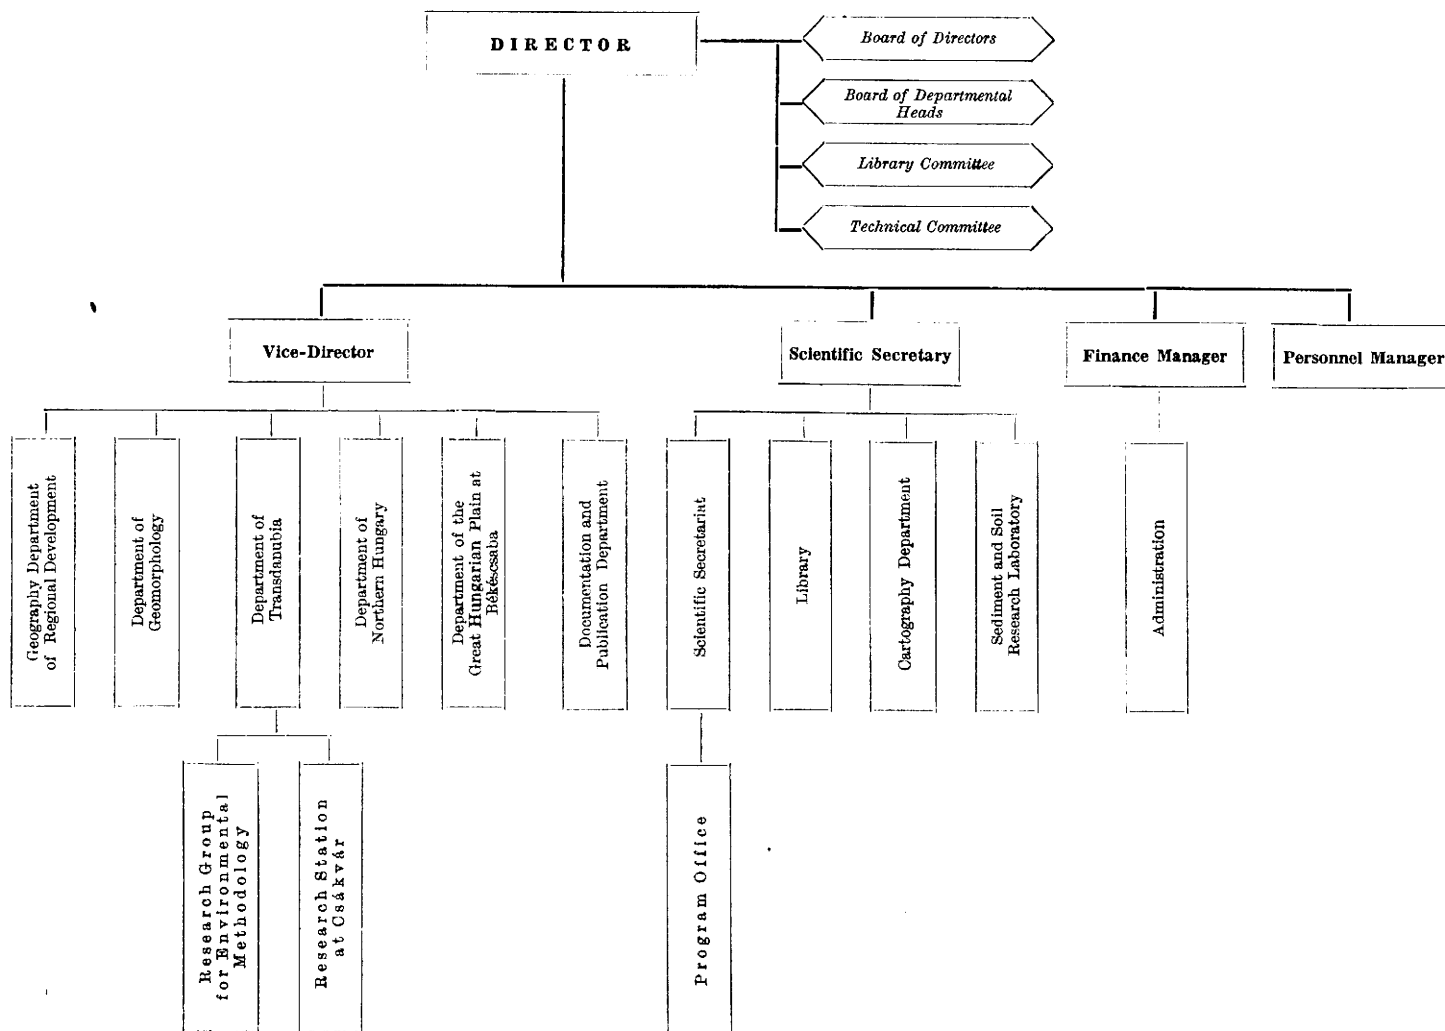 DIRECTOR
Board of Directors
Board of Departmental
Heads
Library Committee
Technical Committee
Vice-Director
Scientific Secretary
Finance Manager
Personnel Manager
Geography Department
of Regional Development
Department of
Geomorphology
Department of
Transdanubia
Department of
Northern Hungary
Department of the
Great Hungarian Plain at
Békéscsaba
Documentation and
Publication Department
Scientific Secretariat
Library
Cartography Department
Sediment and Soil
Research Laboratory
Administration
Research Group
for Environmental
Methodology
Research Station
at Csákvár
Program Office